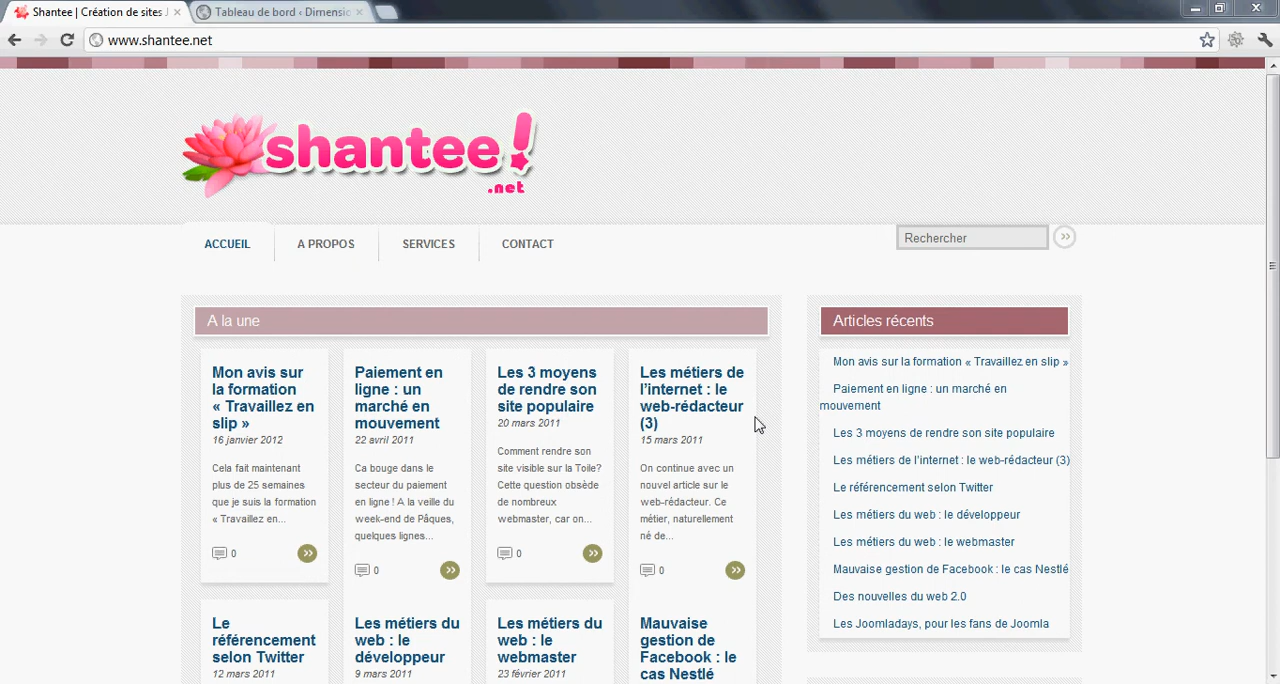 Shantee | Création de sites
Tableau de bord ‹ Dimensio
www.shantee.net
shantee!
.net
ACCUEIL
A PROPOS
SERVICES
CONTACT
Rechercher
A la une
Mon avis sur
la formation
« Travaillez en
slip »
16 janvier 2012
Cela fait maintenant
plus de 25 semaines
que je suis la formation
« Travaillez en...
0
Paiement en
ligne : un
marché en
mouvement
22 avril 2011
Ca bouge dans le
secteur du paiement
en ligne ! A la veille du
week-end de Pâques,
quelques lignes...
0
Les 3 moyens
de rendre son
site populaire
20 mars 2011
Comment rendre son
site visible sur la Toile?
Cette question obsède
de nombreux
webmaster, car on...
0
Les métiers de
l'internet : le
web-rédacteur
(3)
15 mars 2011
On continue avec un
nouvel article sur le
web-rédacteur. Ce
métier, naturellement
né de...
0
Le
référencement
selon Twitter
12 mars 2011
Les métiers du
web : le
développeur
9 mars 2011
Les métiers du
web : le
webmaster
23 février 2011
Mauvaise
gestion de
Facebook : le
cas Nestlé
Articles récents
Mon avis sur la formation « Travaillez en slip »
Paiement en ligne : un marché en
mouvement
Les 3 moyens de rendre son site populaire
Les métiers de l'internet : le web-rédacteur (3)
Le référencement selon Twitter
Les métiers du web : le développeur
Les métiers du web : le webmaster
Mauvaise gestion de Facebook : le cas Nestlé
Des nouvelles du web 2.0
Les Joomladays, pour les fans de Joomla